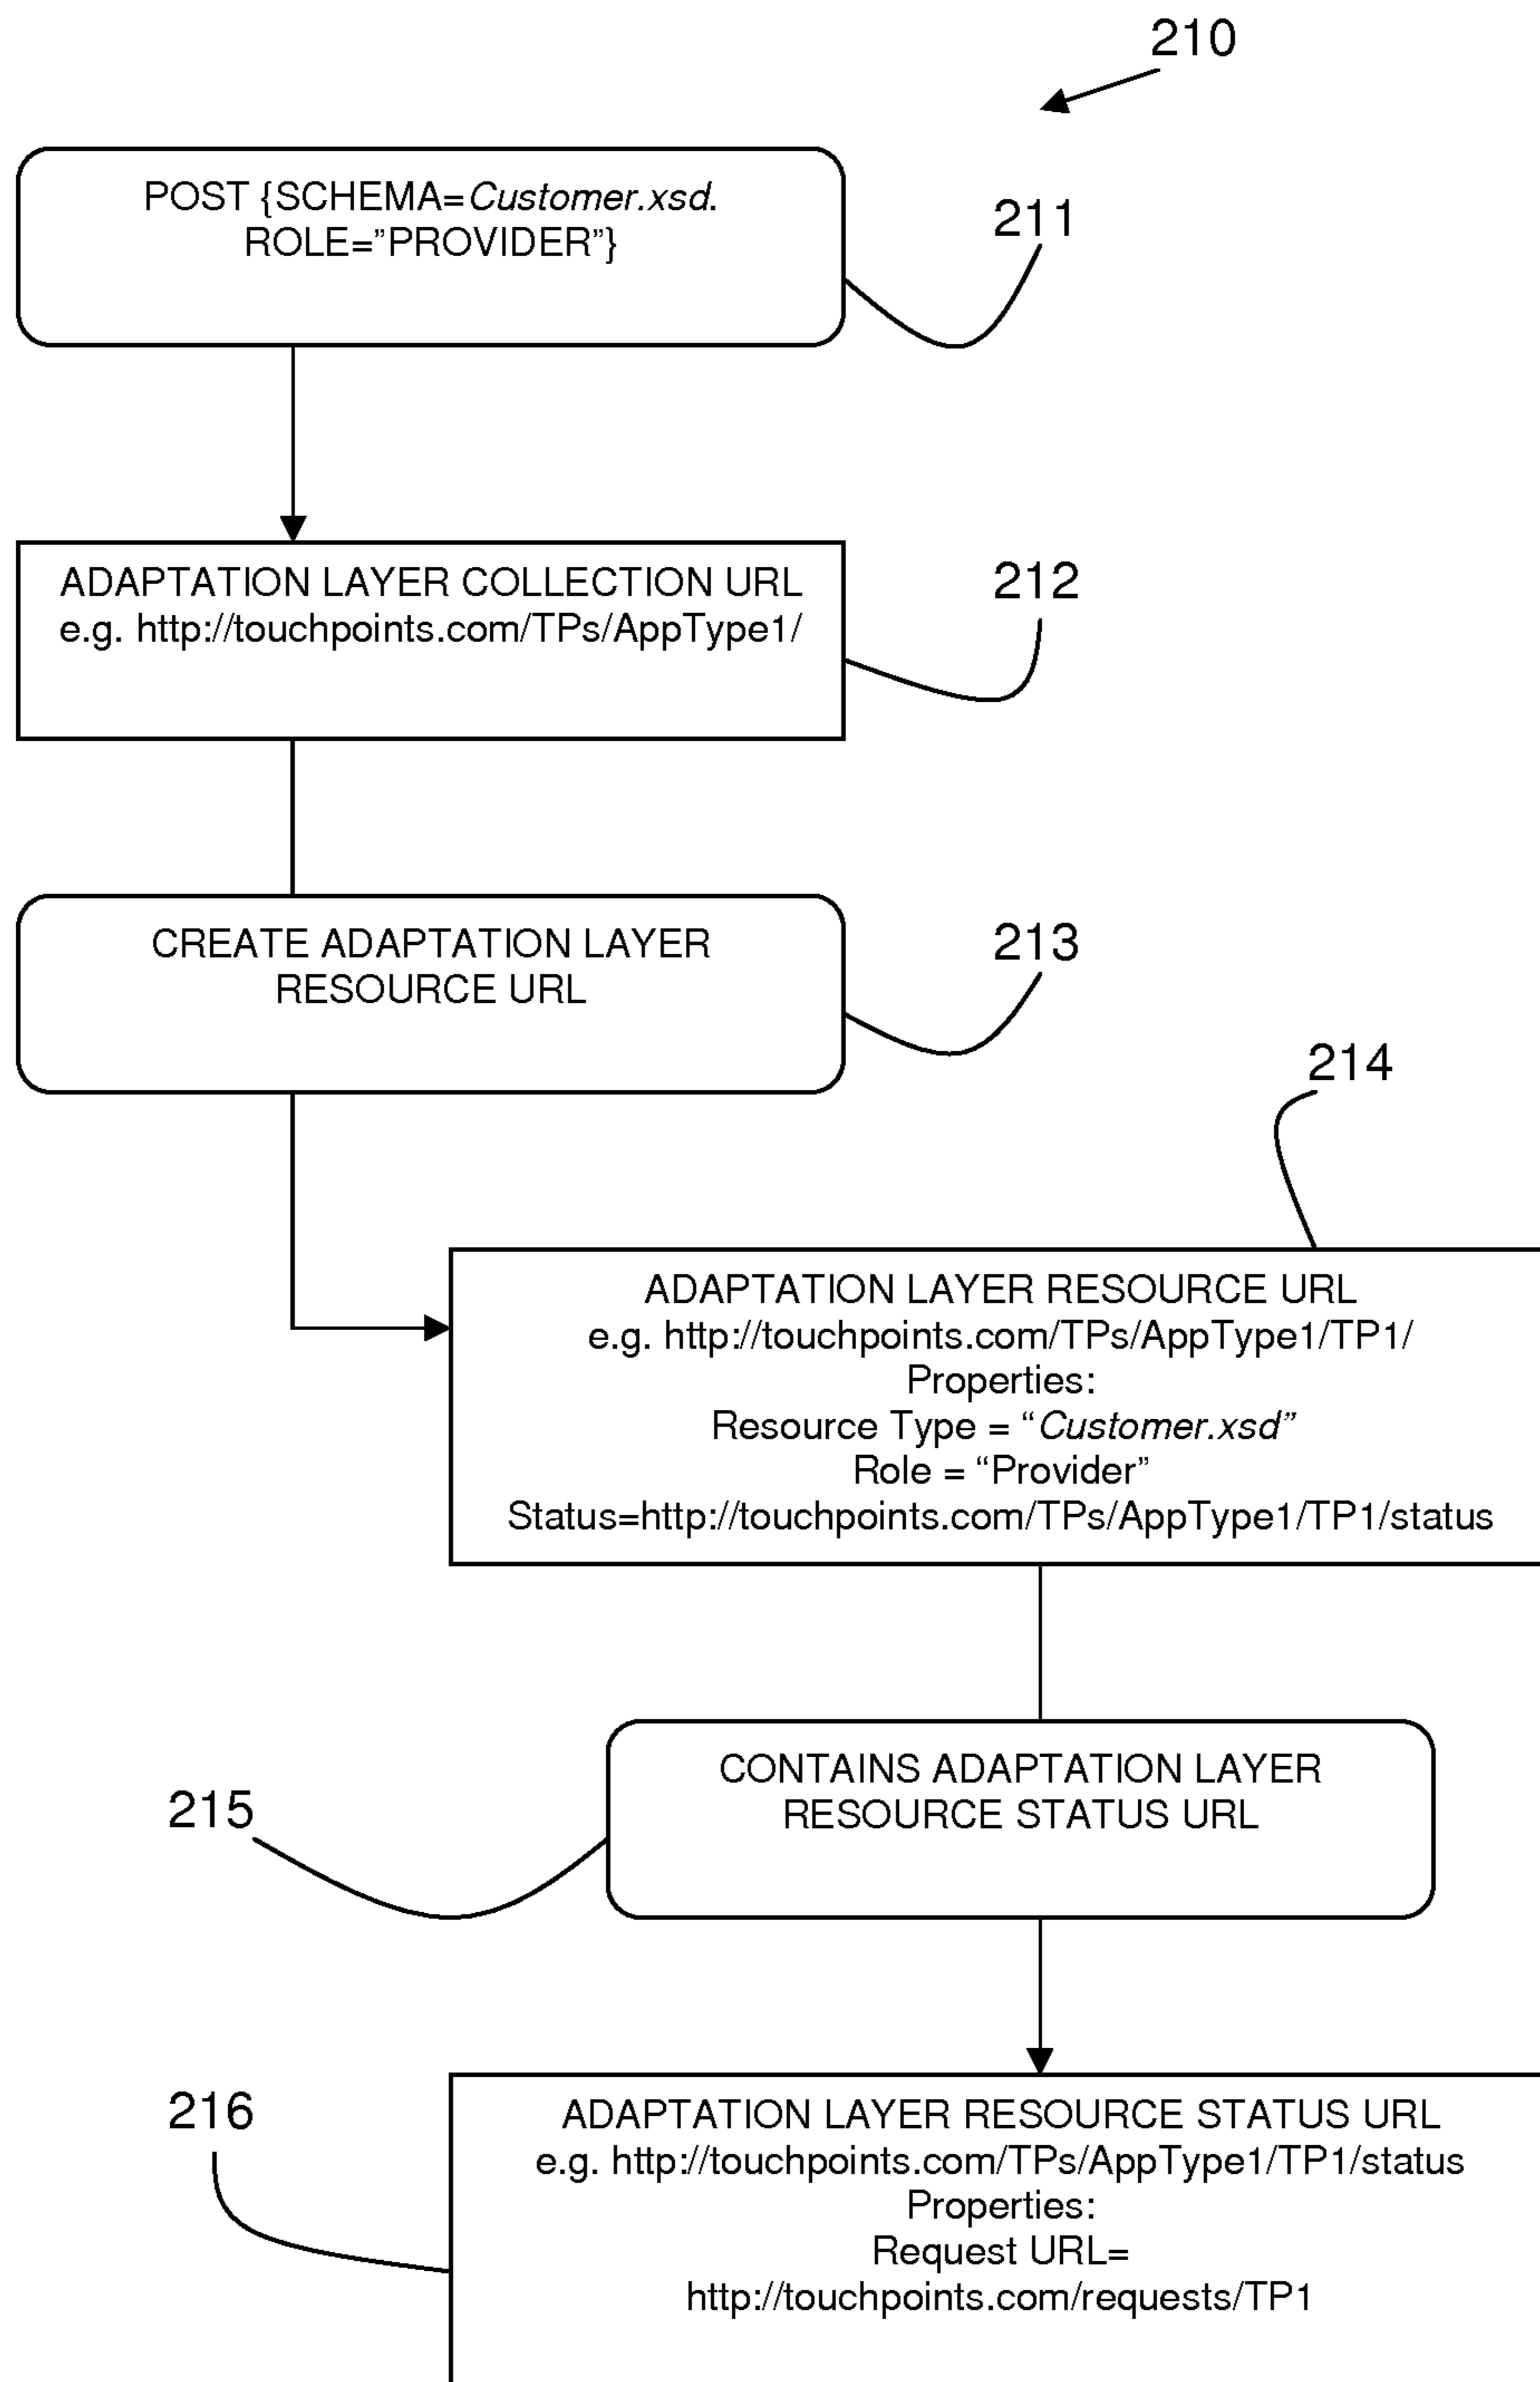 210
POST {SCHEMA=Customer.xsd.
ROLE=”PROVIDER”}
211
ADAPTATION LAYER COLLECTION URL
e.g. http://touchpoints.com/TPs/AppType1/
212
CREATE ADAPTATION LAYER
RESOURCE URL
213
214
ADAPTATION LAYER RESOURCE URL
e.g. http://touchpoints.com/TPs/AppType1/TP1/
Properties:
Resource Type = “Customer.xsd”
Role = “Provider”
Status=http://touchpoints.com/TPs/AppType1/TP1/status
CONTAINS ADAPTATION LAYER
RESOURCE STATUS URL
215
216
ADAPTATION LAYER RESOURCE STATUS URL
e.g. http://touchpoints.com/TPs/AppType1/TP1/status
Properties:
Request URL=
http://touchpoints.com/requests/TP1